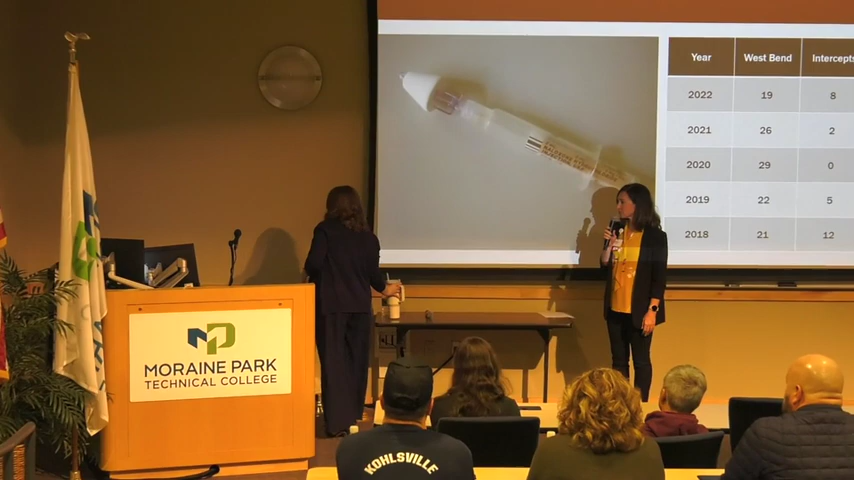 Year West Bend Intercepts
2022 19 8
2021 26 2
2020 29 0
2019 22 5
2018 21 12
MORAINE PARK
TECHNICAL COLLEGE
KOHLSVILLE